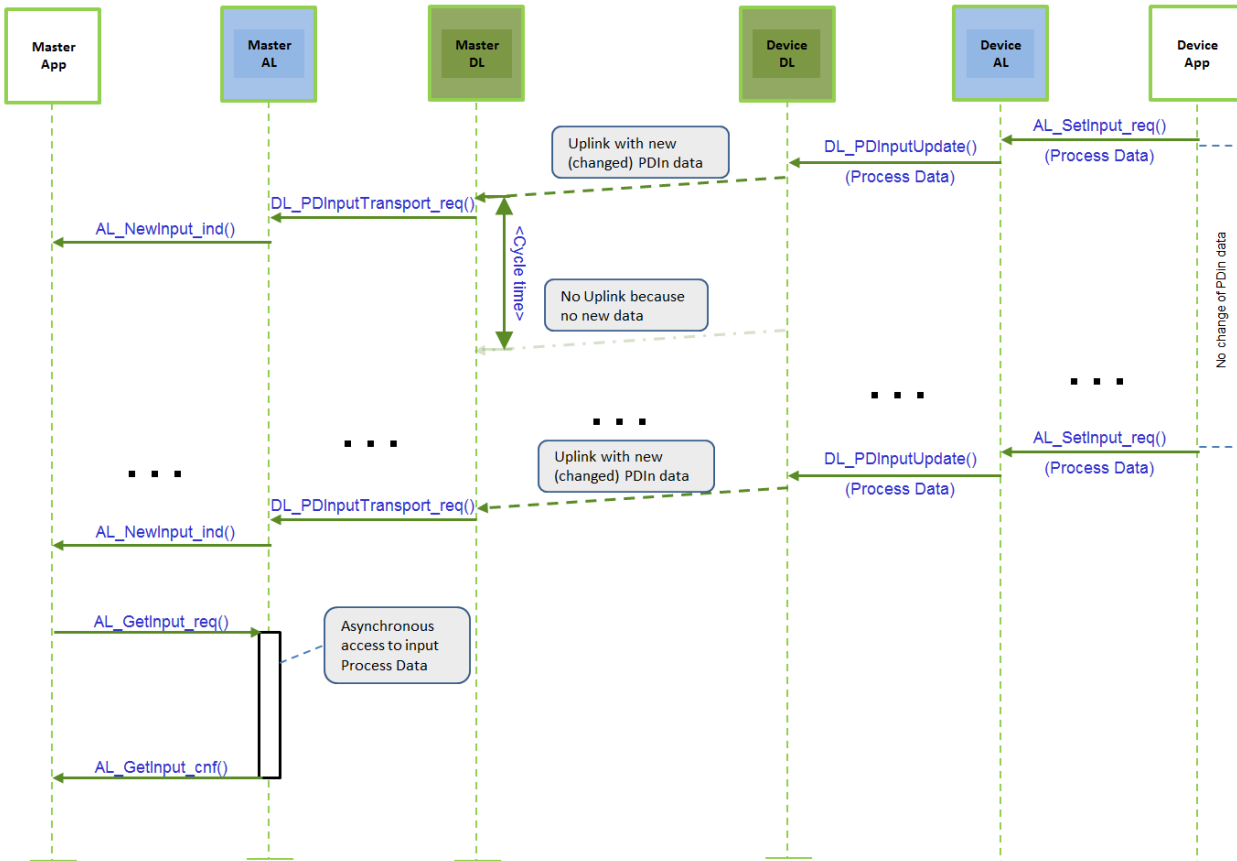 Master
App
Master
AL
Master
DL
Device
DL
Device
AL
Device
App
AL_SetInput_req()
(Process Data)
DL_PDInputUpdate()
(Process Data)
Uplink with new
(changed) PDIn data
DL_PDInputTransport_req()
AL_NewInput_ind()
<Cycle time>
No Uplink because
no new data
No change of PDin data
. . .
. . .
. . .
. . .
. . .
AL_SetInput_req()
(Process Data)
DL_PDInputUpdate()
(Process Data)
Uplink with new
(changed) PDIn data
DL_PDInputTransport_req()
AL_NewInput_ind()
AL_GetInput_req()
Asynchronous
access to input
Process Data
AL_GetInput_cnf()